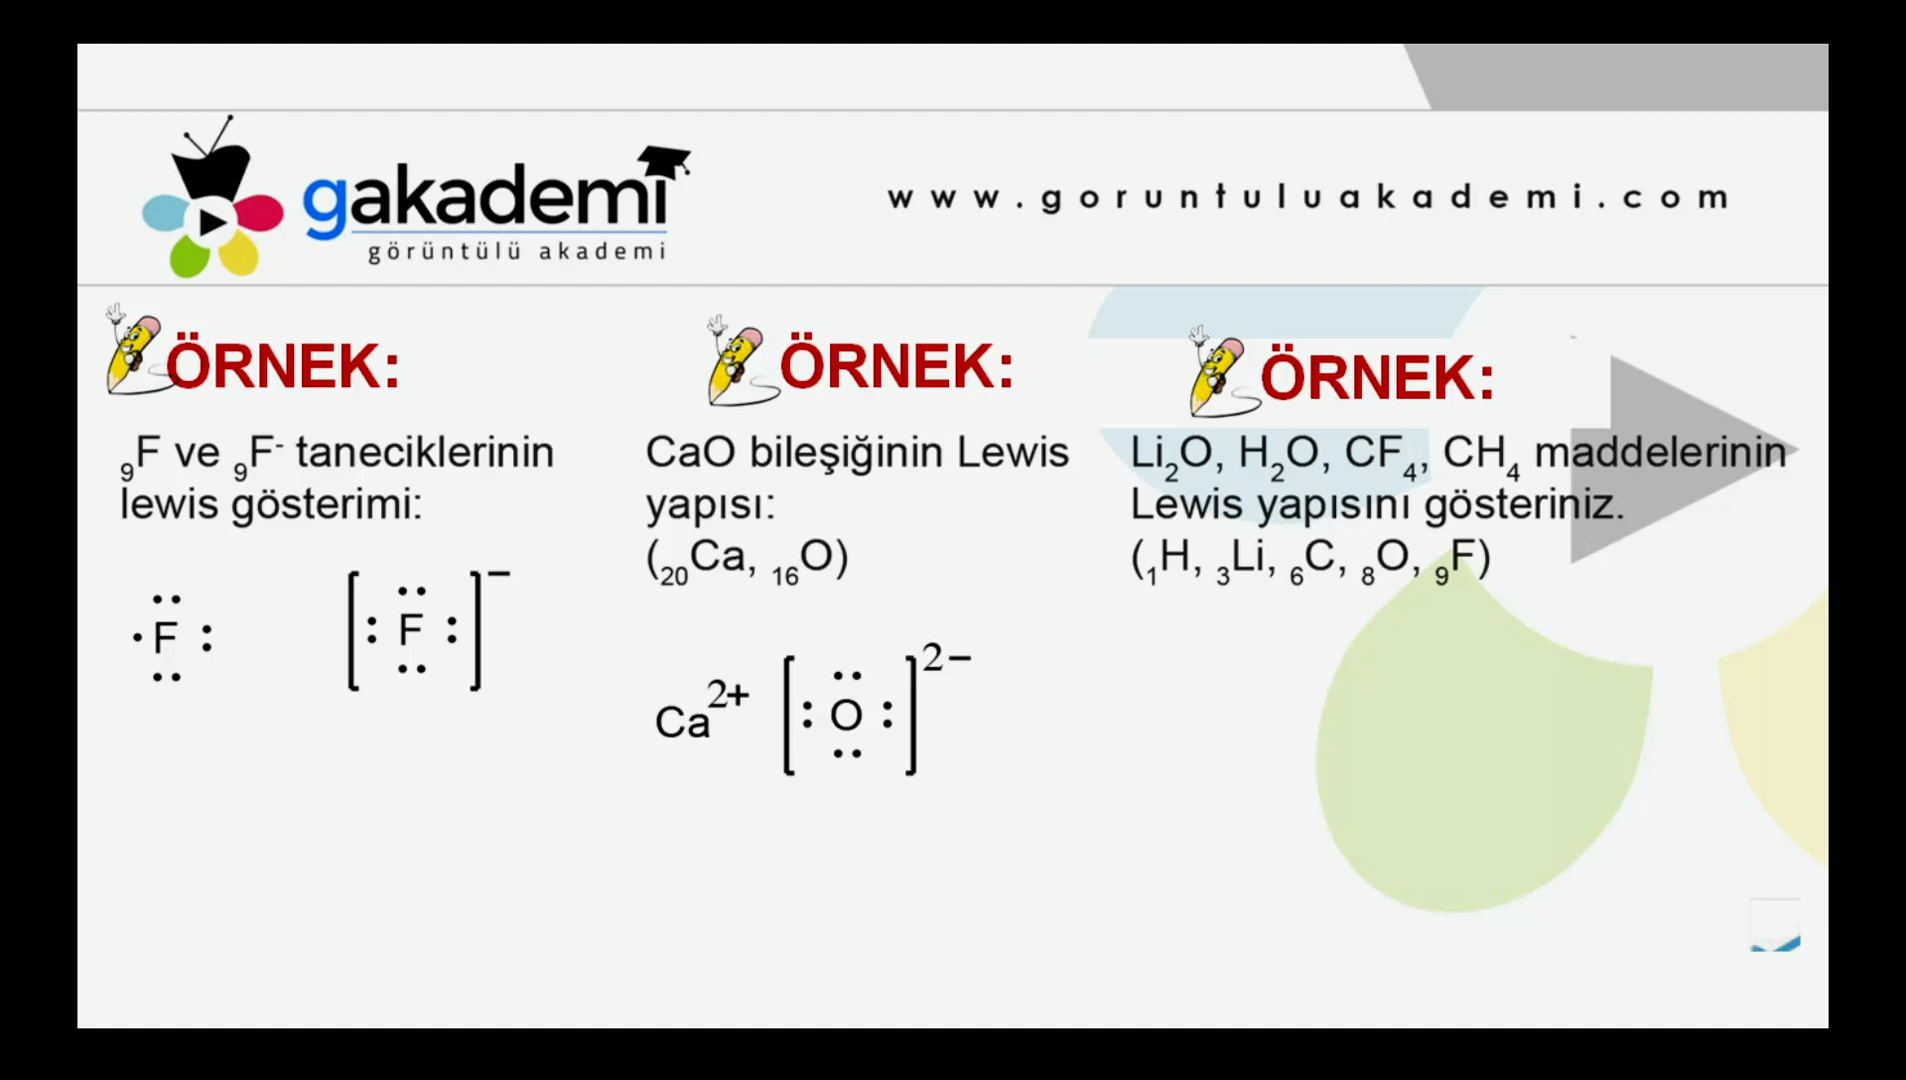 gakademi
görüntülü akademi
www.goruntuluakademi.com
ÖRNEK:
₉F ve ₉F⁻ taneciklerinin
lewis gösterimi:
F
[F]⁻
ÖRNEK:
CaO bileşiğinin Lewis
yapısı:
(₂₀Ca, ₁₆O)
Ca²⁺ [O]²⁻
ÖRNEK:
Li₂O, H₂O, CF₄, CH₄ maddelerinin
Lewis yapısını gösteriniz.
(₁H, ₃Li, ₆C, ₈O, ₉F)